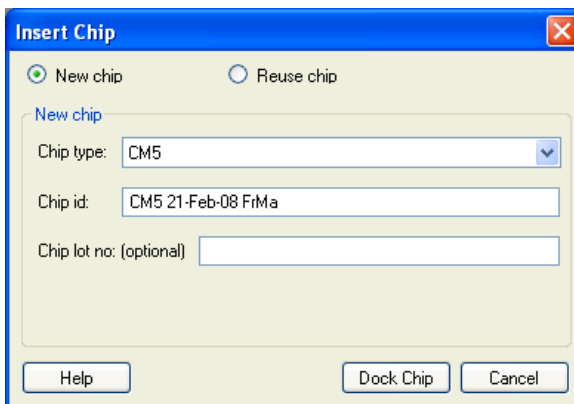 Insert Chip
New chip
Reuse chip
New chip
Chip type: CM5
Chip id: CM5 21-Feb-08 FrMa
Chip lot no: (optional)
Help
Dock Chip
Cancel